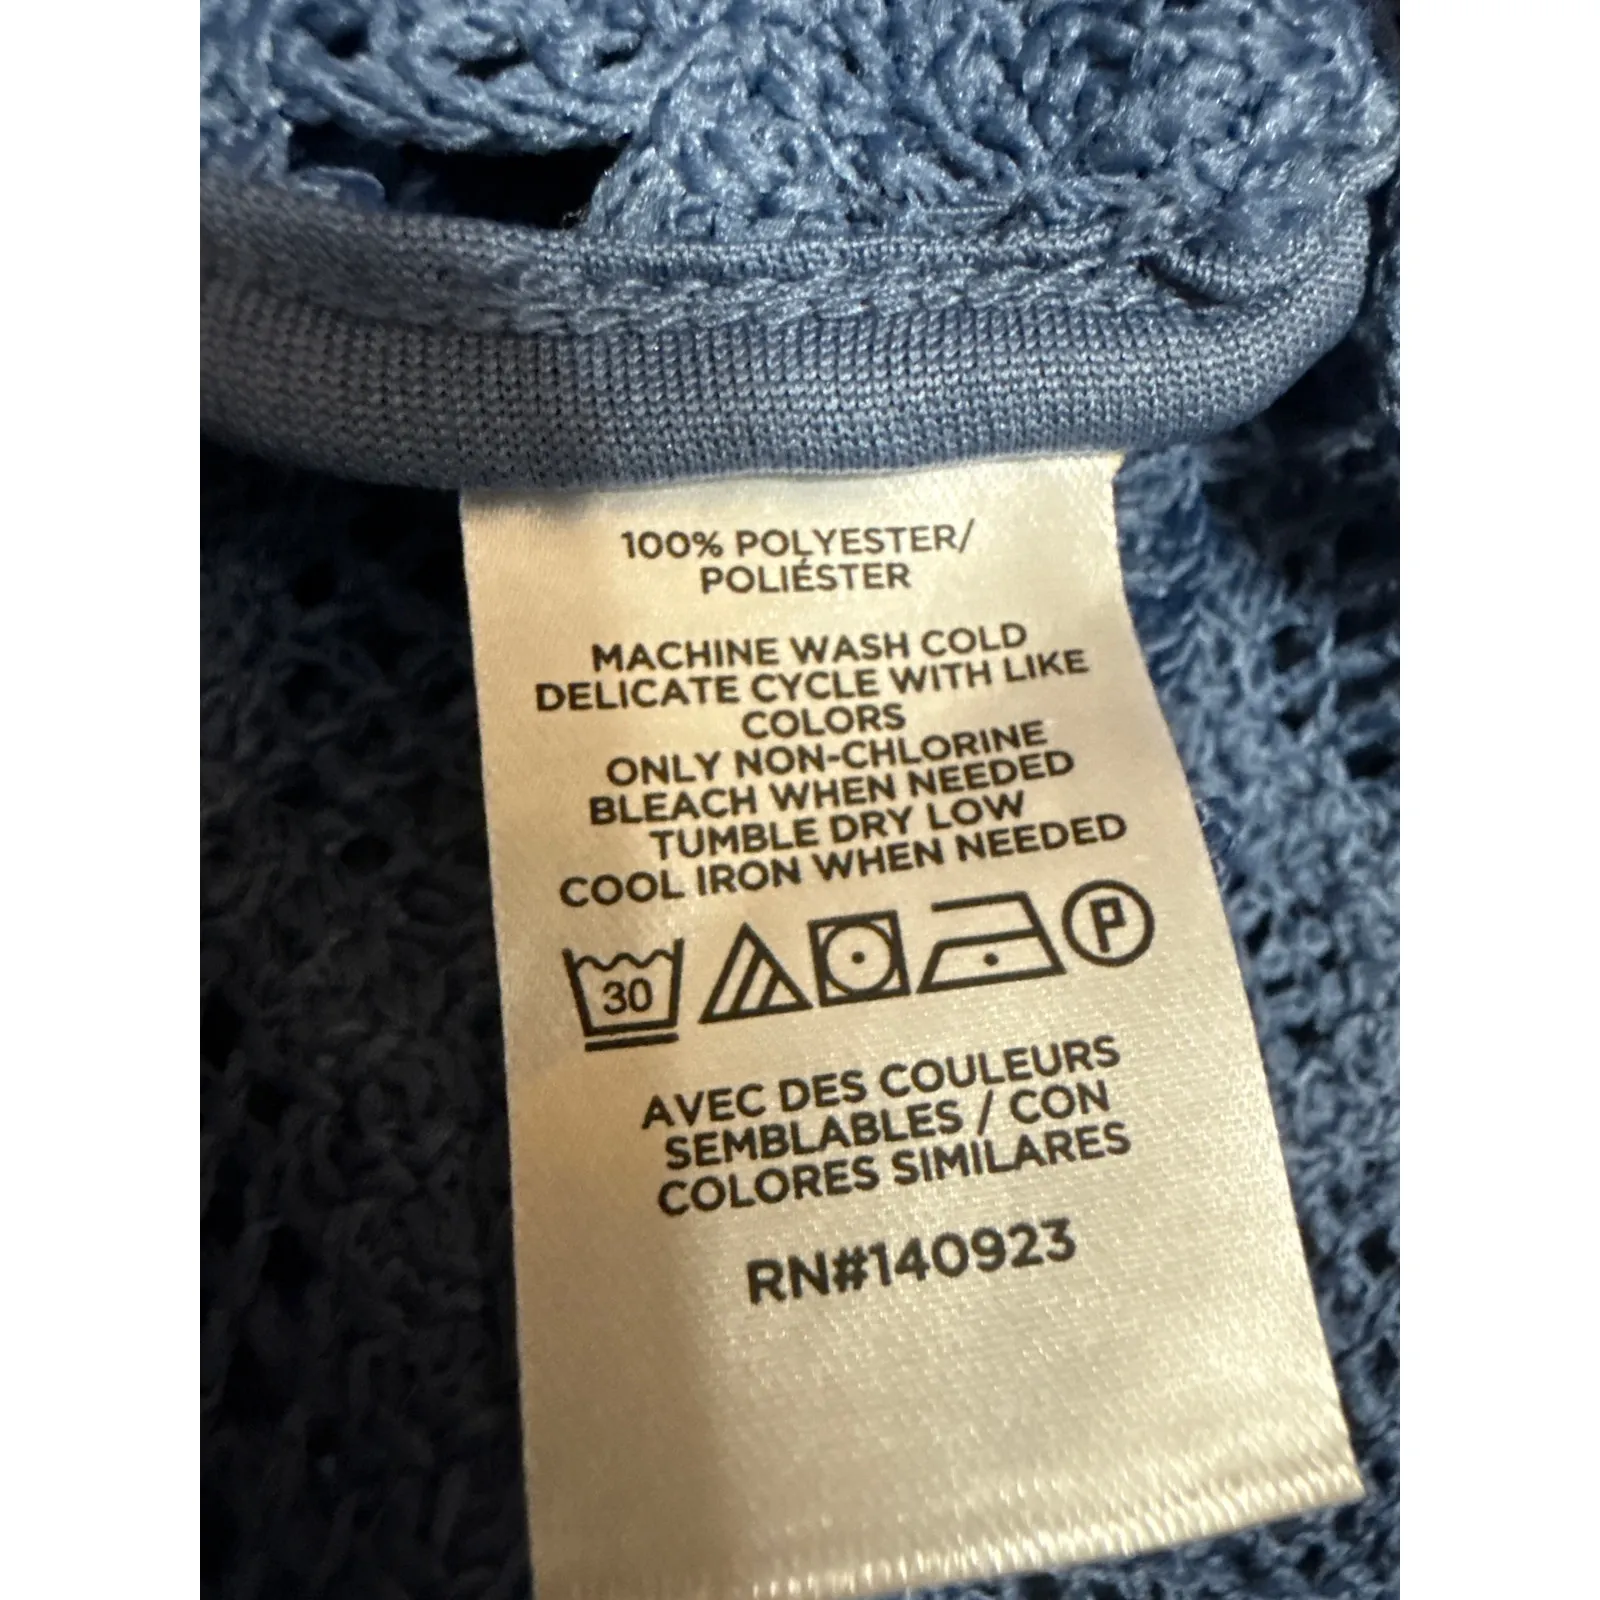 100% POLYESTER/
POLIÉSTER
MACHINE WASH COLD
DELICATE CYCLE WITH LIKE
COLORS
ONLY NON-CHLORINE
BLEACH WHEN NEEDED
TUMBLE DRY LOW
COOL IRON WHEN NEEDED
30 P
AVEC DES COULEURS
SEMBLABLES / CON
COLORES SIMILARES
RN#140923